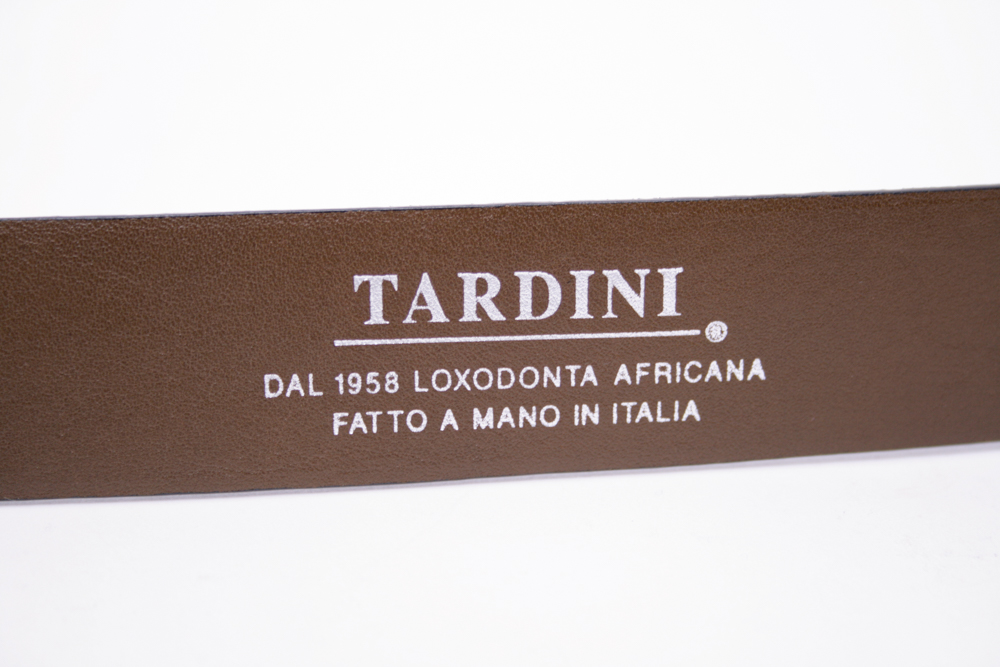 TARDINI
®
DAL 1958 LOXODONTA AFRICANA
FATTO A MANO IN ITALIA